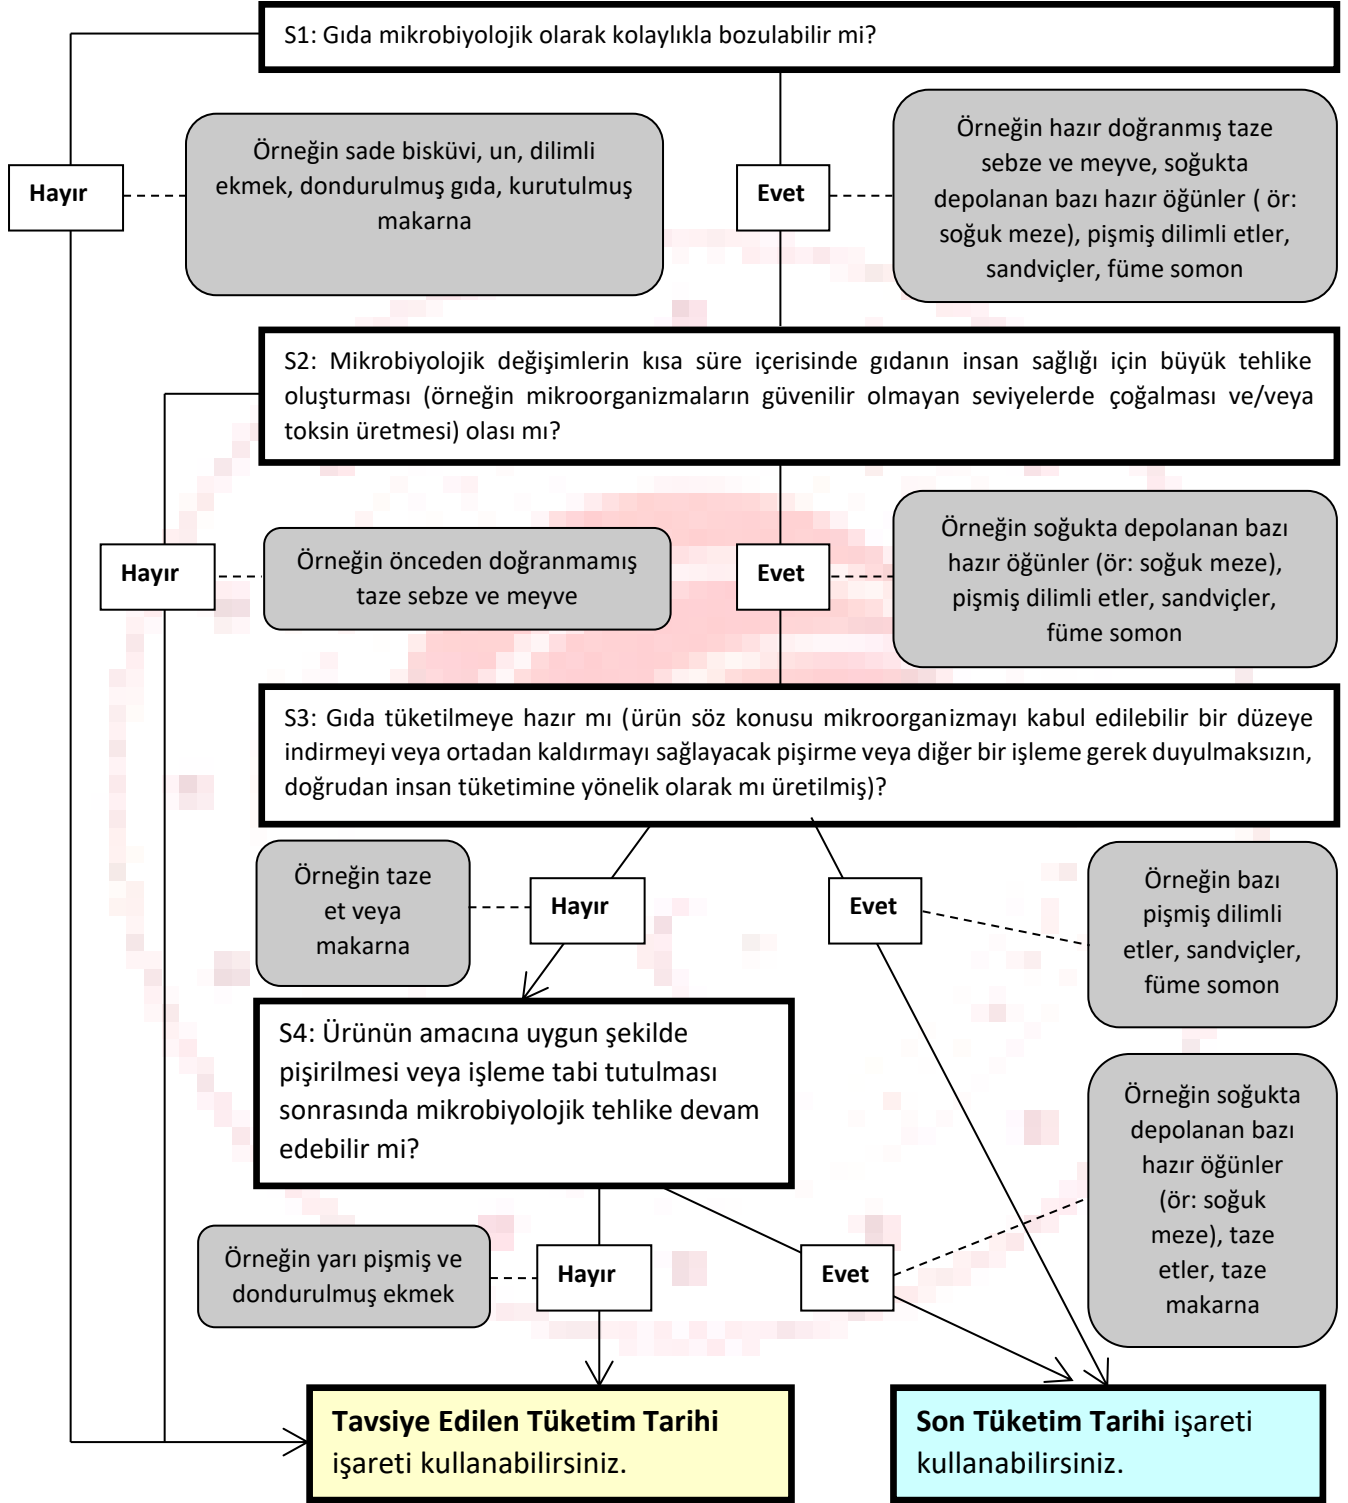 S1: Gıda mikrobiyolojik olarak kolaylıkla bozulabilir mi?
Hayır
Örneğin sade bisküvi, un, dilimli
ekmek, dondurulmuş gıda, kurutulmuş
makarna
Evet
Örneğin hazır doğranmış taze
sebze ve meyve, soğukta
depolanan bazı hazır öğünler ( ör:
soğuk meze), pişmiş dilimli etler,
sandviçler, füme somon
S2: Mikrobiyolojik değişimlerin kısa süre içerisinde gıdanın insan sağlığı için büyük tehlike
oluşturması (örneğin mikroorganizmaların güvenilir olmayan seviyelerde çoğalması ve/veya
toksin üretmesi) olası mı?
Hayır
Örneğin önceden doğranmamış
taze sebze ve meyve
Evet
Örneğin soğukta depolanan bazı
hazır öğünler (ör: soğuk meze),
pişmiş dilimli etler, sandviçler,
füme somon
S3: Gıda tüketilmeye hazır mı (ürün söz konusu mikroorganizmayı kabul edilebilir bir düzeye
indirmeyi veya ortadan kaldırmayı sağlayacak pişirme veya diğer bir işleme gerek duyulmaksızın,
doğrudan insan tüketimine yönelik olarak mı üretilmiş)?
Örneğin taze
et veya
makarna
Hayır
Evet
Örneğin bazı
pişmiş dilimli
etler, sandviçler,
füme somon
S4: Ürünün amacına uygun şekilde
pişirilmesi veya işleme tabi tutulması
sonrasında mikrobiyolojik tehlike devam
edebilir mi?
Örneğin yarı pişmiş ve
dondurulmuş ekmek
Hayır
Evet
Örneğin soğukta
depolanan bazı
hazır öğünler
(ör: soğuk
meze), taze
etler, taze
makarna
Tavsiye Edilen Tüketim Tarihi
işareti kullanabilirsiniz.
Son Tüketim Tarihi işareti
kullanabilirsiniz.